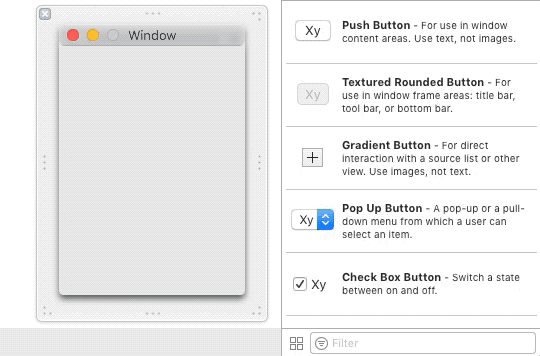 Window
Xy
Push Button - For use in window
content areas. Use text, not images.
Xy
Textured Rounded Button - For
use in window frame areas: title bar,
tool bar, or bottom bar.
Gradient Button - For direct
interaction with a source list or other
view. Use images, not text.
Xy
Pop Up Button - A pop-up or a pull-
down menu from which a user can
select an item.
Xy
Check Box Button - Switch a state
between on and off.
Filter